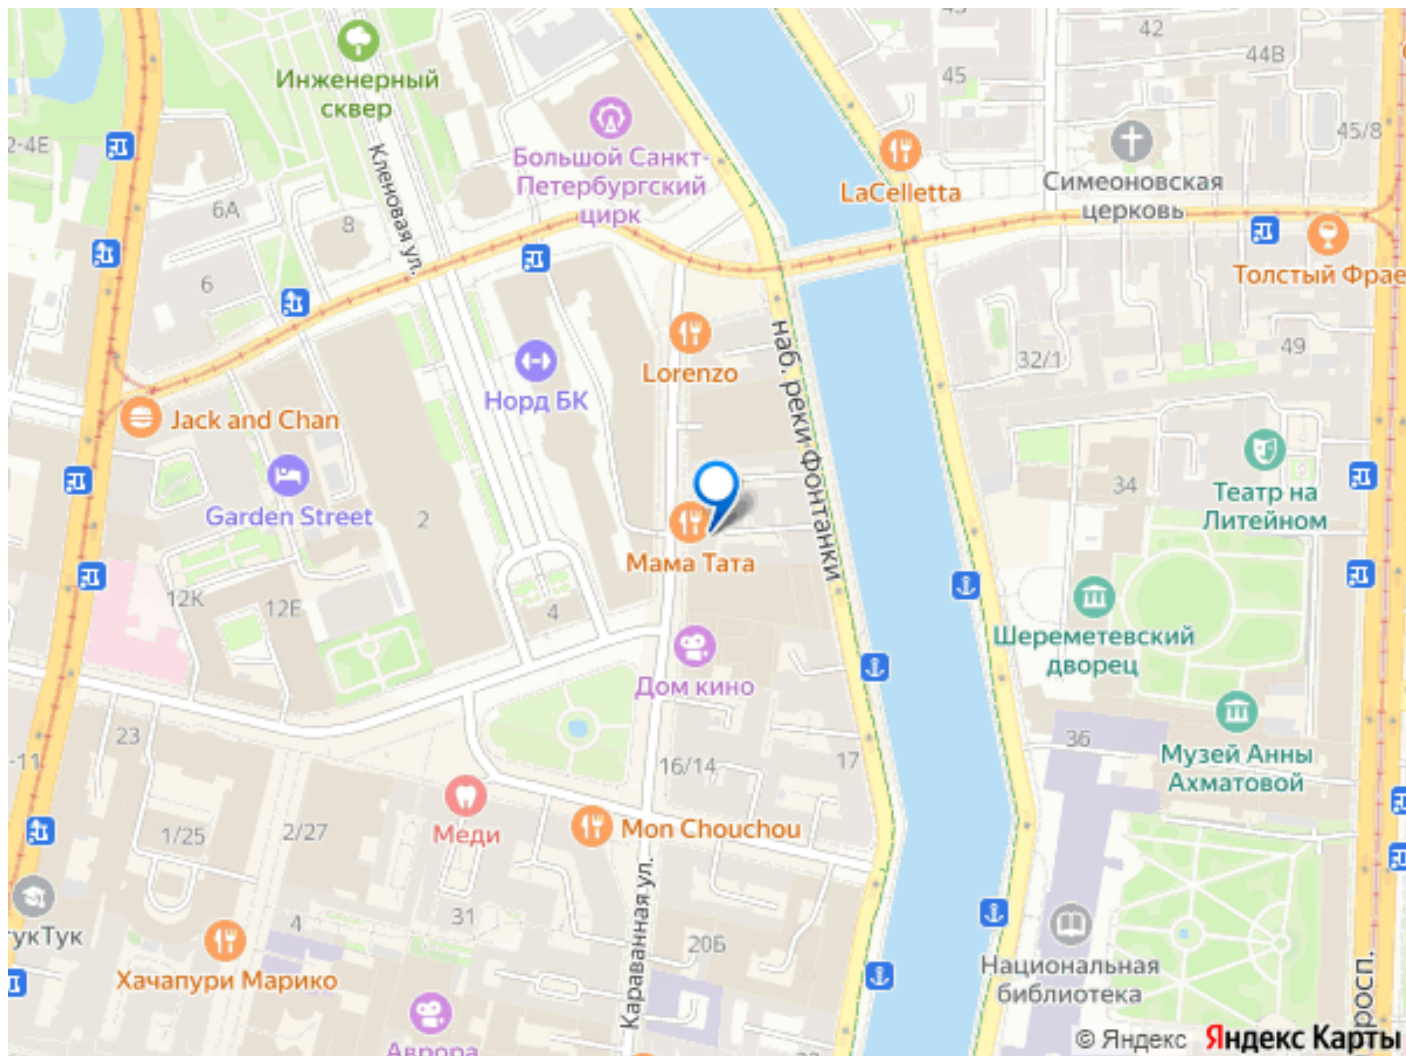 42
44В
45
45/8
Инженерный
сквер
2-4Е
Большой Санкт-
Петербургский
цирк
LaCelletta
Симеоновская
церковь
Кленовая ул.
6А
8
6
Толстый Фрае
32/1
49
Lorenzo
наб. реки Фонтанки
Норд БК
Jack and Chan
Garden Street
2
34
Театр на
Литейном
Мама Тата
12К
12Е
4
Шереметевский
дворец
Дом кино
23
-11
16/14
17
36
Музей Анны
Ахматовой
Меди
Mon Chouchou
1/25
2/27
Караванная ул.
31
4
20Б
укТук
Хачапури Марико
Национальная
библиотека
росп.
Аврора
© Яндекс Яндекс Карты